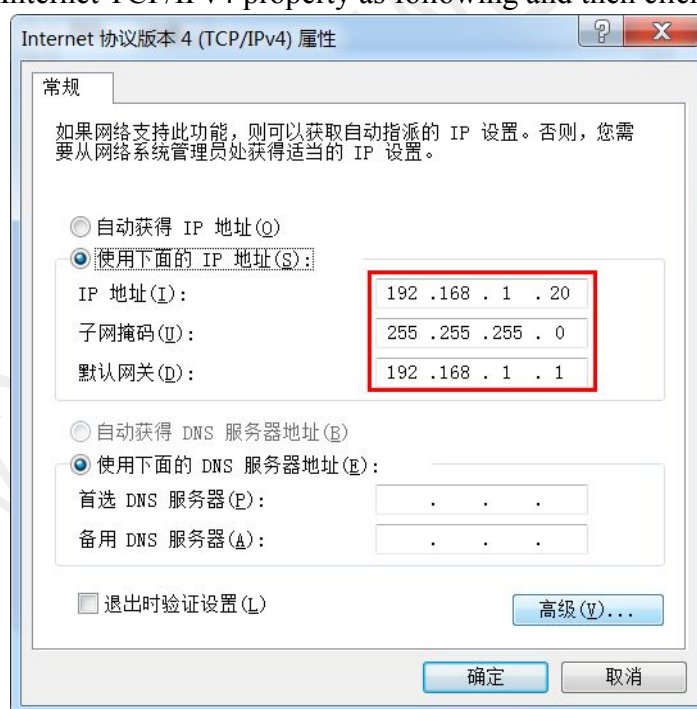 Internet TCP/IPv4 property as following and then click
Internet 协议版本 4 (TCP/IPv4) 属性
常规
如果网络支持此功能，则可以获取自动指派的 IP 设置。否则，您需
要从网络系统管理员处获得适当的 IP 设置。
自动获得 IP 地址(O)
使用下面的 IP 地址(S):
IP 地址(I): 192 .168 . 1 . 20
子网掩码(U): 255 .255 .255 . 0
默认网关(D): 192 .168 . 1 . 1
自动获得 DNS 服务器地址(B)
使用下面的 DNS 服务器地址(E):
首选 DNS 服务器(P): . . .
备用 DNS 服务器(A): . . .
退出时验证设置(L)
高级(V)...
确定 取消